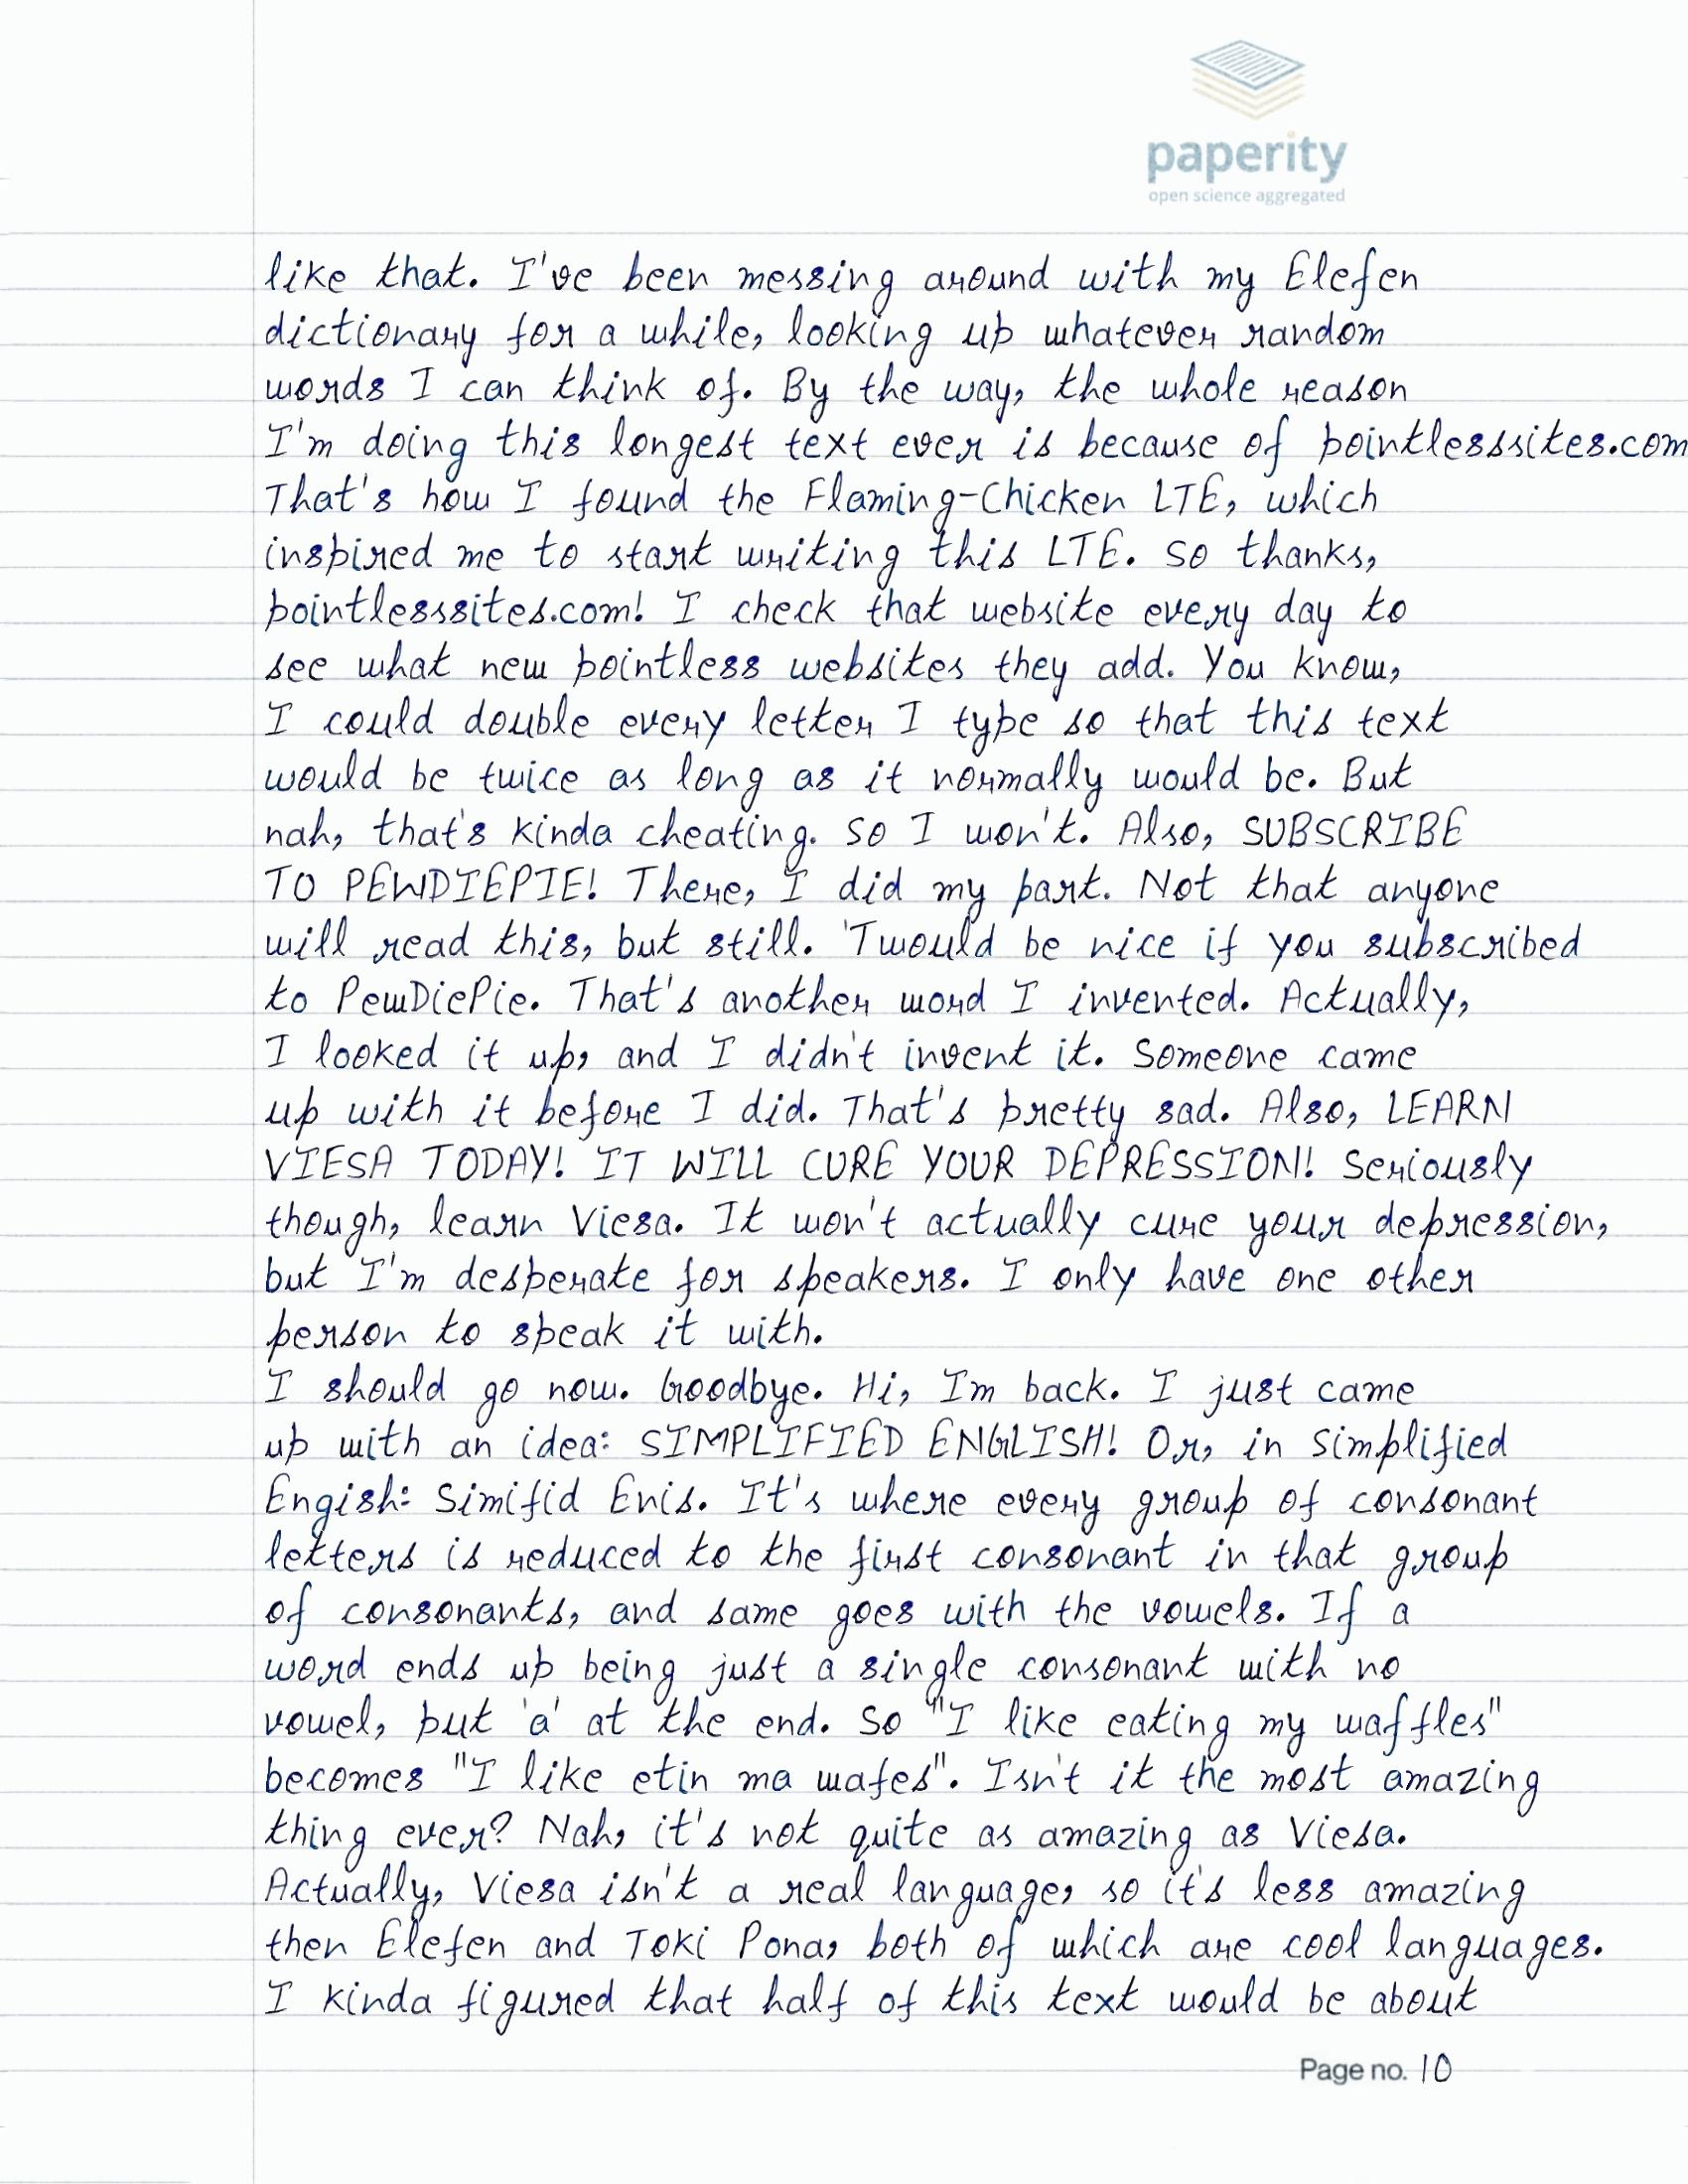 paperity
open science aggregated
like that. I've been messing around with my Elefen
dictionary for a while, looking up whatever random
words I can think of. By the way, the whole reason
I'm doing this longest text ever is because of pointlesssites.com
That's how I found the Flaming-Chicken LTE, which
inspired me to start writing this LTE. So thanks,
pointlesssites.com! I check that website every day to
see what new pointless websites they add. You know,
I could double every letter I type so that this text
would be twice as long as it normally would be. But
nah, that's kinda cheating. So I won't. Also, SUBSCRIBE
TO PEWDIEPIE! There, I did my part. Not that anyone
will read this, but still. 'Twould be nice if you subscribed
to PewDiePie. That's another word I invented. Actually,
I looked it up, and I didn't invent it. Someone came
up with it before I did. That's pretty sad. Also, LEARN
VIESA TODAY! IT WILL CURE YOUR DEPRESSION! Seriously
though, learn Viesa. It won't actually cure your depression,
but I'm desperate for speakers. I only have one other
person to speak it with.
I should go now. Goodbye. Hi, I'm back. I just came
up with an idea: SIMPLIFIED ENGLISH! Or, in Simplified
Engish: Simifid Enis. It's where every group of consonant
letters is reduced to the first consonant in that group
of consonants, and same goes with the vowels. If a
word ends up being just a single consonant with no
vowel, put 'a' at the end. So "I like eating my waffles"
becomes "I like etin ma wafes". Isn't it the most amazing
thing ever? Nah, it's not quite as amazing as Viesa.
Actually, Viesa isn't a real language, so it's less amazing
then Elefen and Toki Pona, both of which are cool languages.
I kinda figured that half of this text would be about
Page no. 10